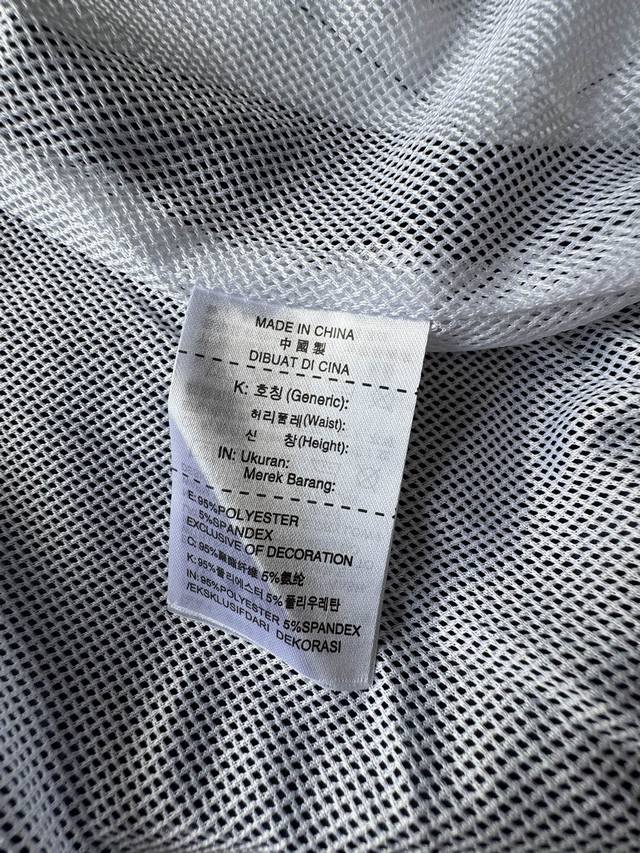 MADE IN CHINA
中國製
DIBUAT DI CINA
K: 호칭 (Generic):
허리둘레(Waist):
신 장(Height):
IN: Ukuran:
Merek Barang:
E: 95%POLYESTER
5%SPANDEX
EXCLUSIVE OF DECORATION
C: 95%聚酯纤维 5%氨纶
K: 95%폴리에스터 5% 폴리우레탄
IN: 95%POLYESTER 5%SPANDEX
/EKSKLUSIFDARI DEKORASI